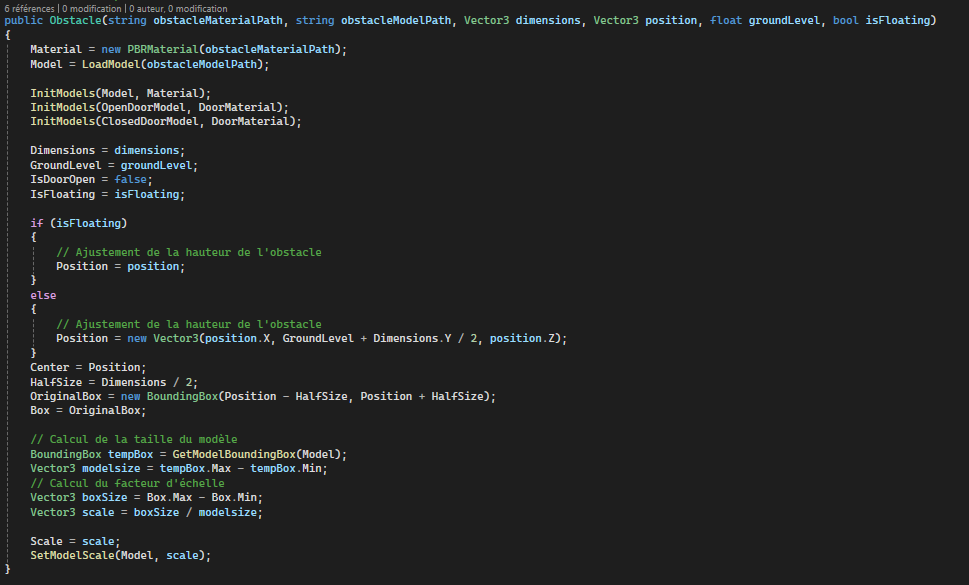 6 références | 0 modification | 0 auteur, 0 modification
public Obstacle(string obstacleMaterialPath, string obstacleModelPath, Vector3 dimensions, Vector3 position, float groundLevel, bool isFloating)
{
    Material = new PBRMaterial(obstacleMaterialPath);
    Model = LoadModel(obstacleModelPath);

    InitModels(Model, Material);
    InitModels(OpenDoorModel, DoorMaterial);
    InitModels(ClosedDoorModel, DoorMaterial);

    Dimensions = dimensions;
    GroundLevel = groundLevel;
    IsDoorOpen = false;
    IsFloating = isFloating;

    if (isFloating)
    {
        // Ajustement de la hauteur de l'obstacle
        Position = position;
    }
    else
    {
        // Ajustement de la hauteur de l'obstacle
        Position = new Vector3(position.X, GroundLevel + Dimensions.Y / 2, position.Z);
    }
    Center = Position;
    HalfSize = Dimensions / 2;
    OriginalBox = new BoundingBox(Position - HalfSize, Position + HalfSize);
    Box = OriginalBox;

    // Calcul de la taille du modèle
    BoundingBox tempBox = GetModelBoundingBox(Model);
    Vector3 modelsize = tempBox.Max - tempBox.Min;
    // Calcul du facteur d'échelle
    Vector3 boxSize = Box.Max - Box.Min;
    Vector3 scale = boxSize / modelsize;

    Scale = scale;
    SetModelScale(Model, scale);
}